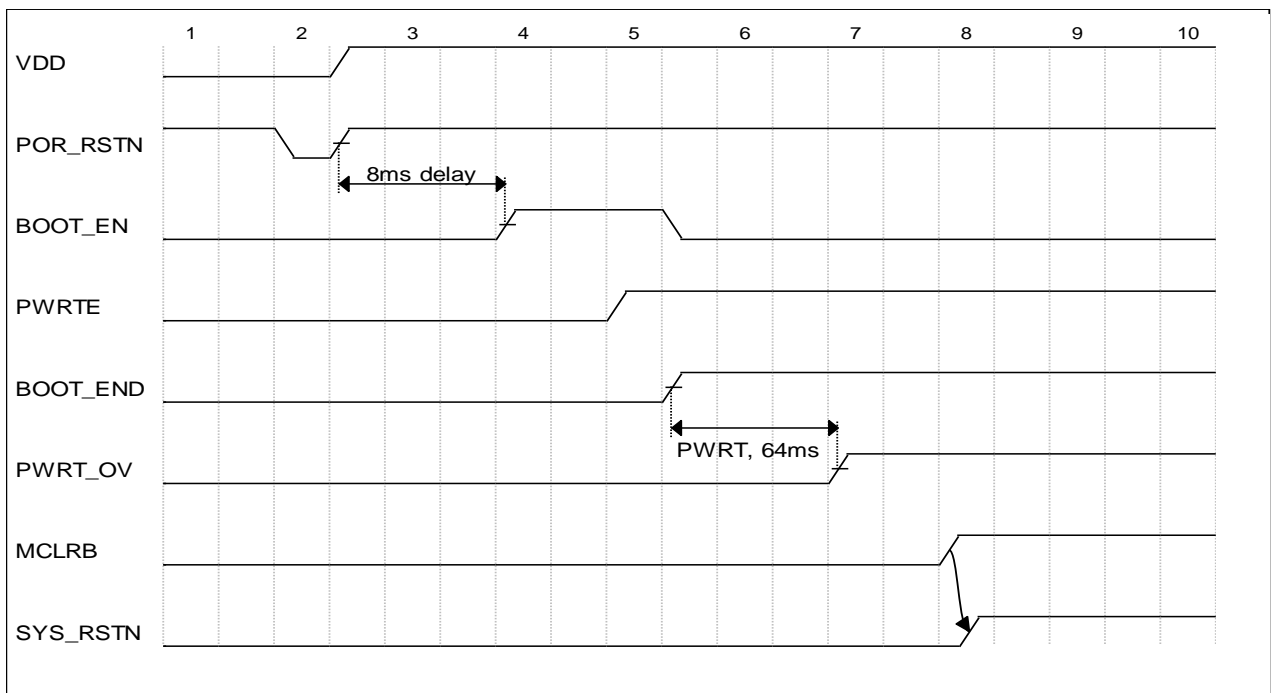 1 2 3 4 5 6 7 8 9 10
VDD
POR_RSTN
8ms delay
BOOT_EN
PWRTE
BOOT_END
PWRT, 64ms
PWRT_OV
MCLRB
SYS_RSTN